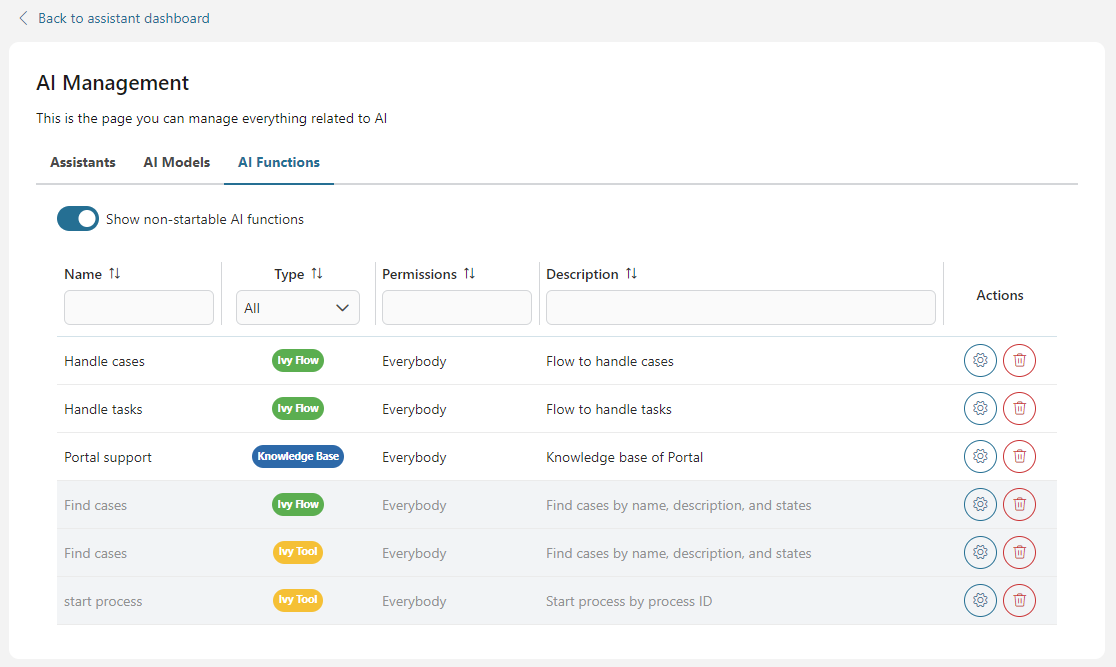 Back to assistant dashboard
AI Management
This is the page you can manage everything related to AI
Assistants AI Models AI Functions
Show non-startable AI functions
Name Type Permissions Description Actions
All
Handle cases Ivy Flow Everybody Flow to handle cases
Handle tasks Ivy Flow Everybody Flow to handle tasks
Portal support Knowledge Base Everybody Knowledge base of Portal
Find cases Ivy Flow Everybody Find cases by name, description, and states
Find cases Ivy Tool Everybody Find cases by name, description, and states
start process Ivy Tool Everybody Start process by process ID